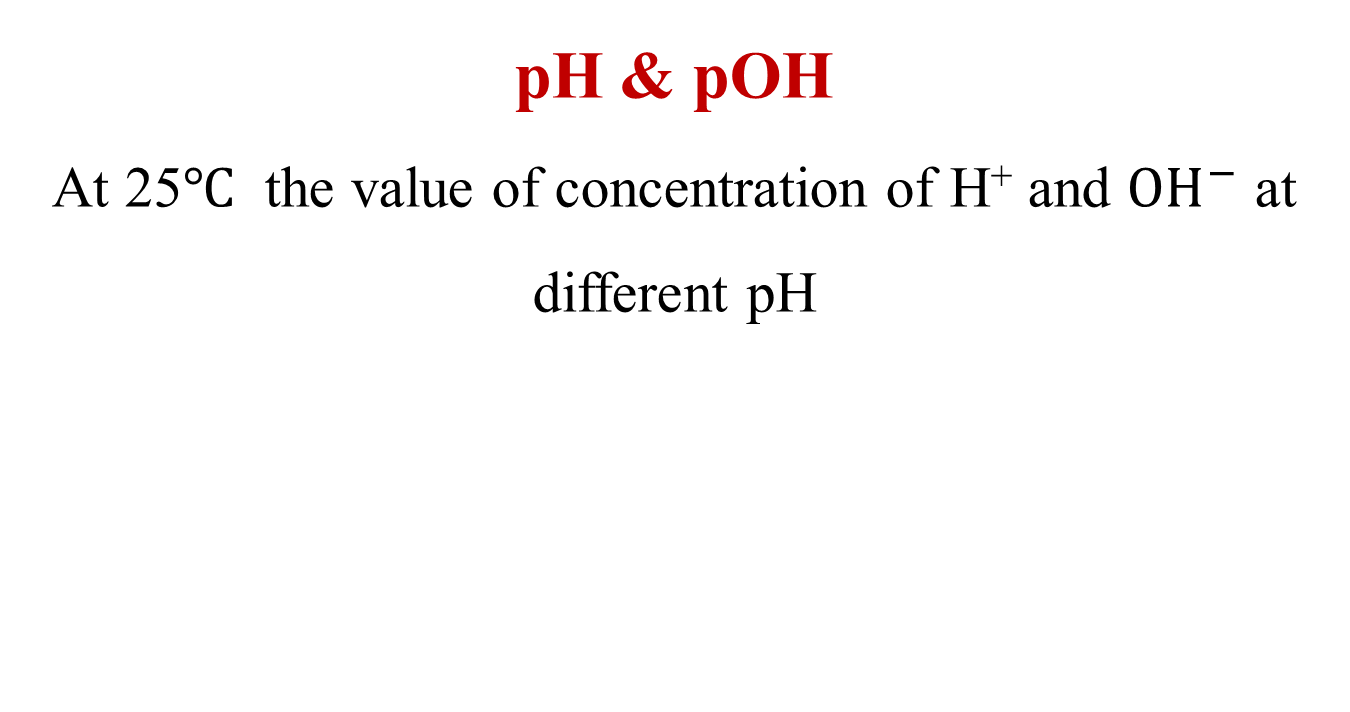 pH & pOH
At 25℃ the value of concentration of H⁺ and OH⁻ at
different pH